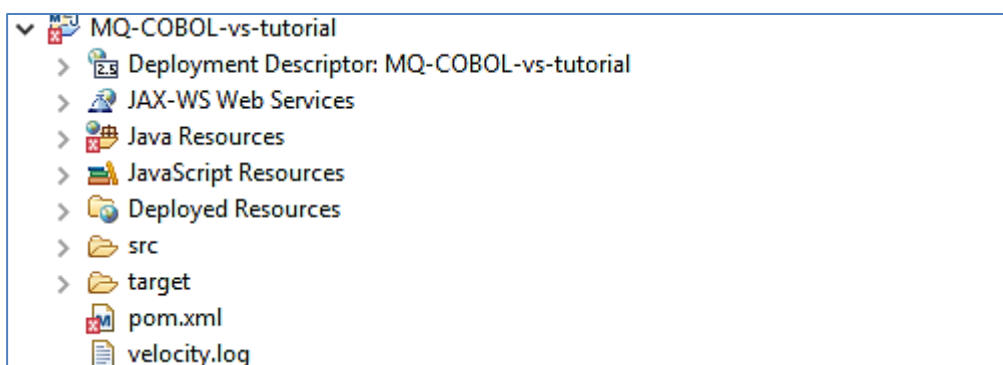 MQ-COBOL-vs-tutorial
Deployment Descriptor: MQ-COBOL-vs-tutorial
JAX-WS Web Services
Java Resources
JavaScript Resources
Deployed Resources
src
target
pom.xml
velocity.log